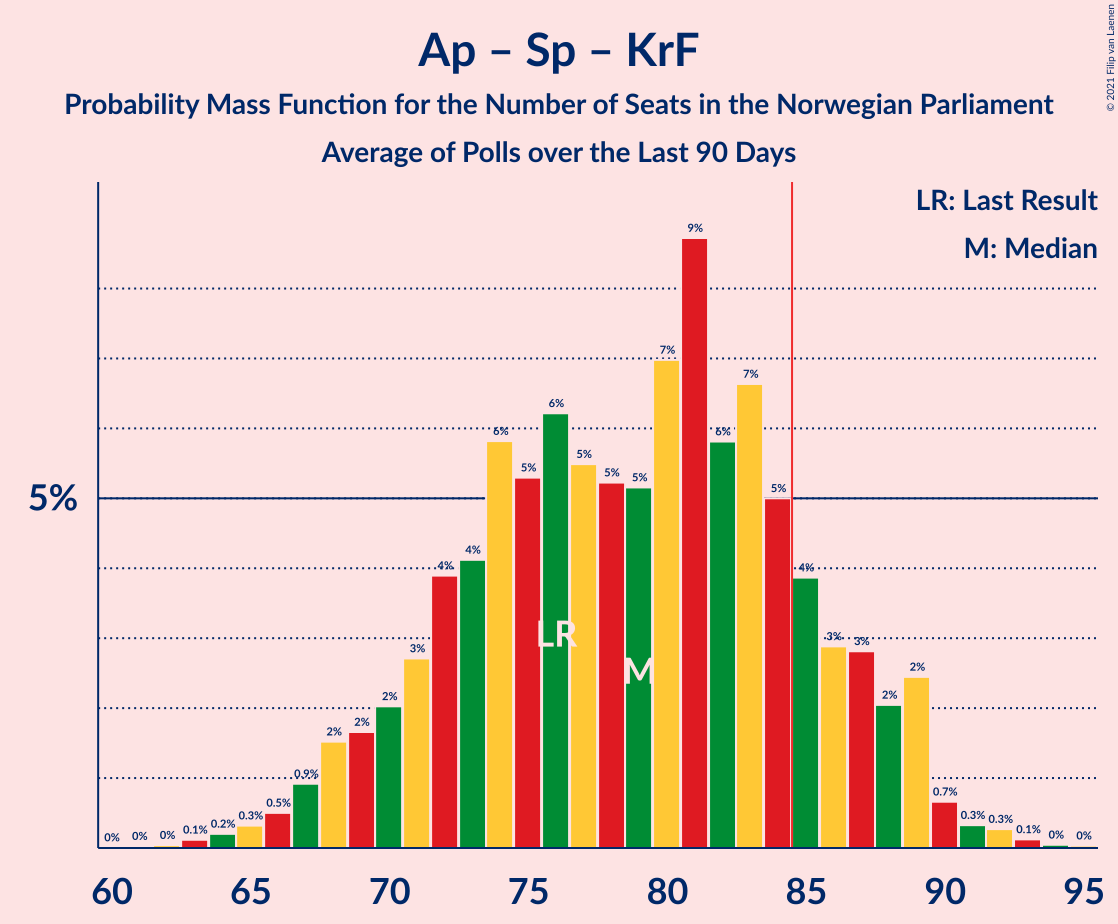 Ap – Sp – KrF
Probability Mass Function for the Number of Seats in the Norwegian Parliament
Average of Polls over the Last 90 Days
© 2021 Filip van Laenen
LR: Last Result
M: Median
5%
0% 0% 0% 0.1% 0.2% 0.3% 0.5% 0.9% 2% 2% 2% 3% 4% 4% 6% 5% 6% 5% 5% 5% 7% 9% 6% 7% 5% 4% 3% 3% 2% 2% 0.7% 0.3% 0.3% 0.1% 0% 0%
LR
M
60 65 70 75 80 85 90 95